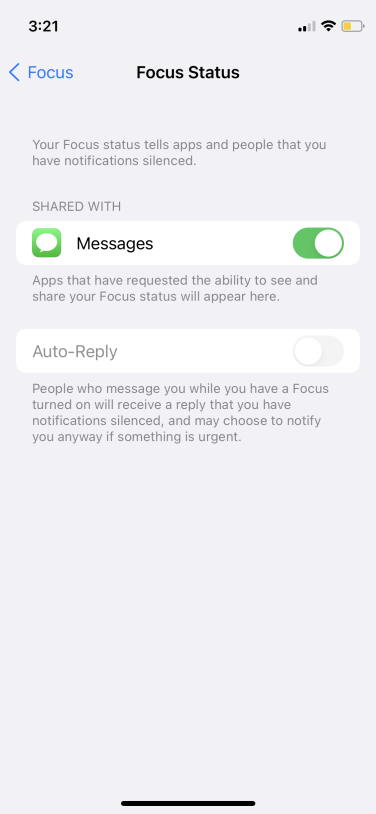 3:21
Focus
Focus Status
Your Focus status tells apps and people that you
have notifications silenced.
SHARED WITH
Messages
Apps that have requested the ability to see and
share your Focus status will appear here.
Auto-Reply
People who message you while you have a Focus
turned on will receive a reply that you have
notifications silenced, and may choose to notify
you anyway if something is urgent.